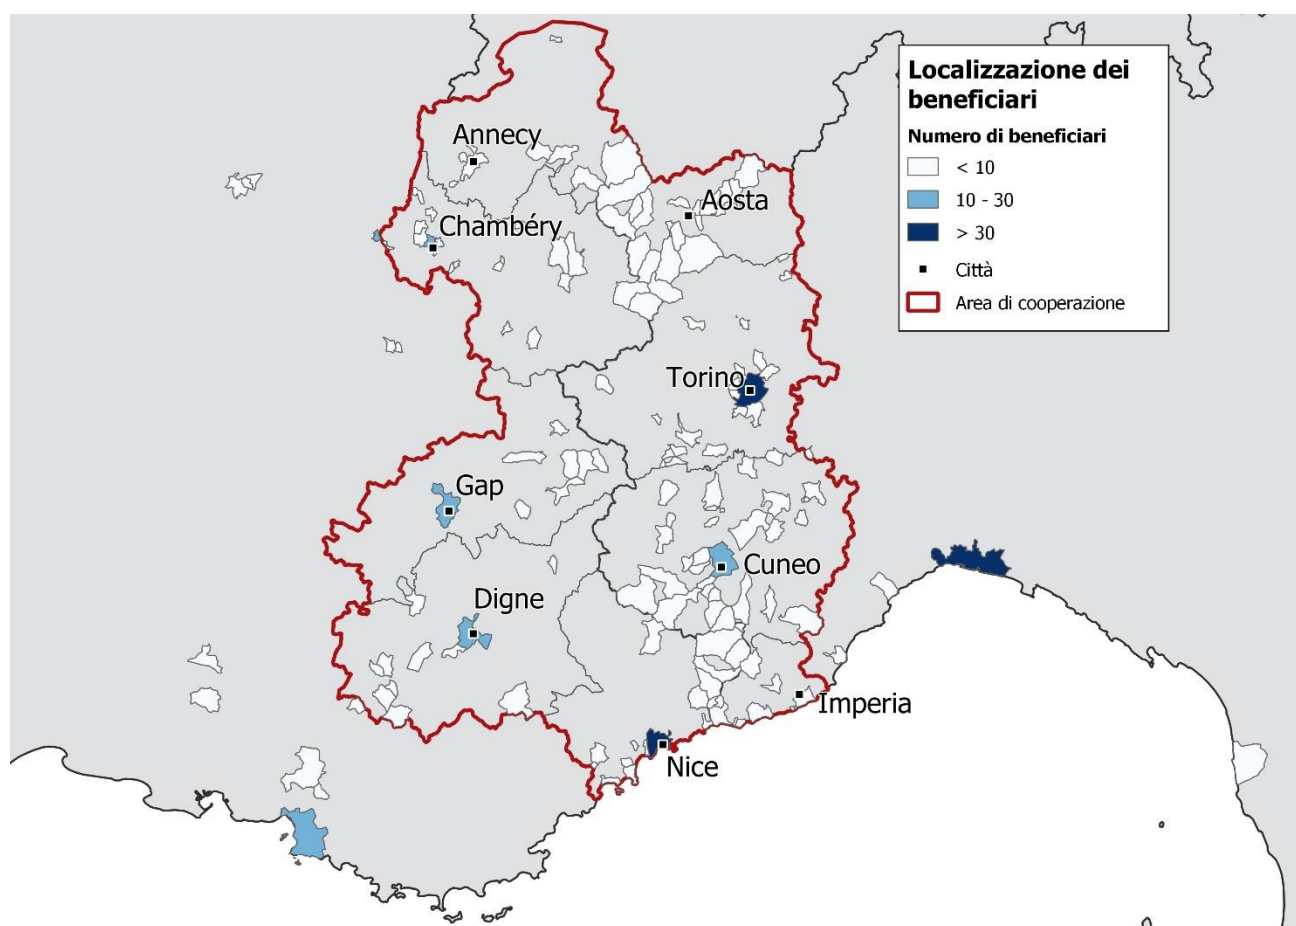 Localizzazione dei
beneficiari
Numero di beneficiari
< 10
10 - 30
> 30
Città
Area di cooperazione
Annecy
Aosta
Chambéry
Torino
Gap
Cuneo
Digne
Imperia
Nice